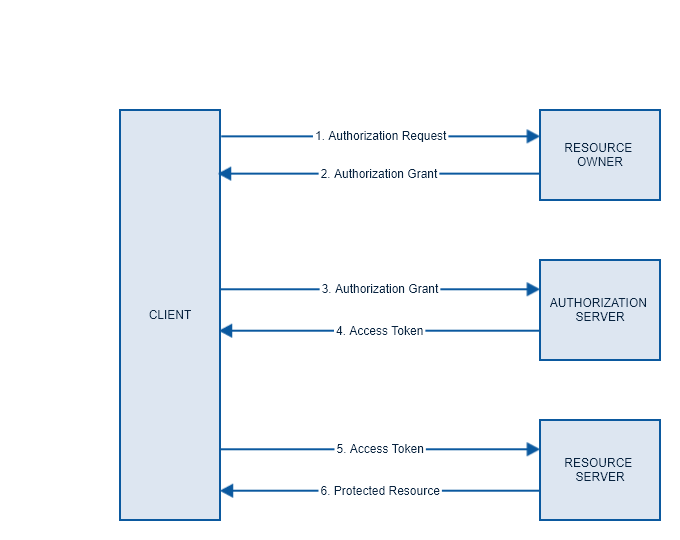 1. Authorization Request
RESOURCE
OWNER
2. Authorization Grant
CLIENT
3. Authorization Grant
AUTHORIZATION
SERVER
4. Access Token
5. Access Token
RESOURCE
SERVER
6. Protected Resource